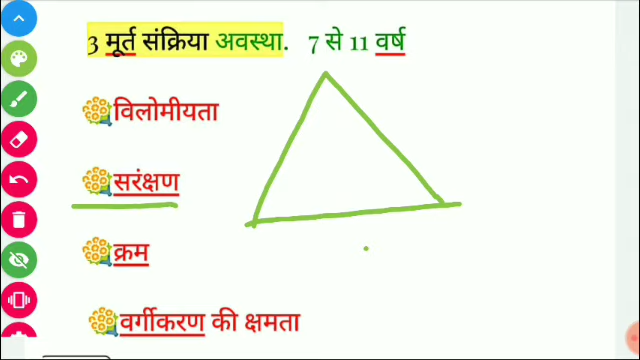 3 मूर्त संक्रिया अवस्था. 7 से 11 वर्ष
विलोमीयता
सरंक्षण
क्रम
वर्गीकरण की क्षमता